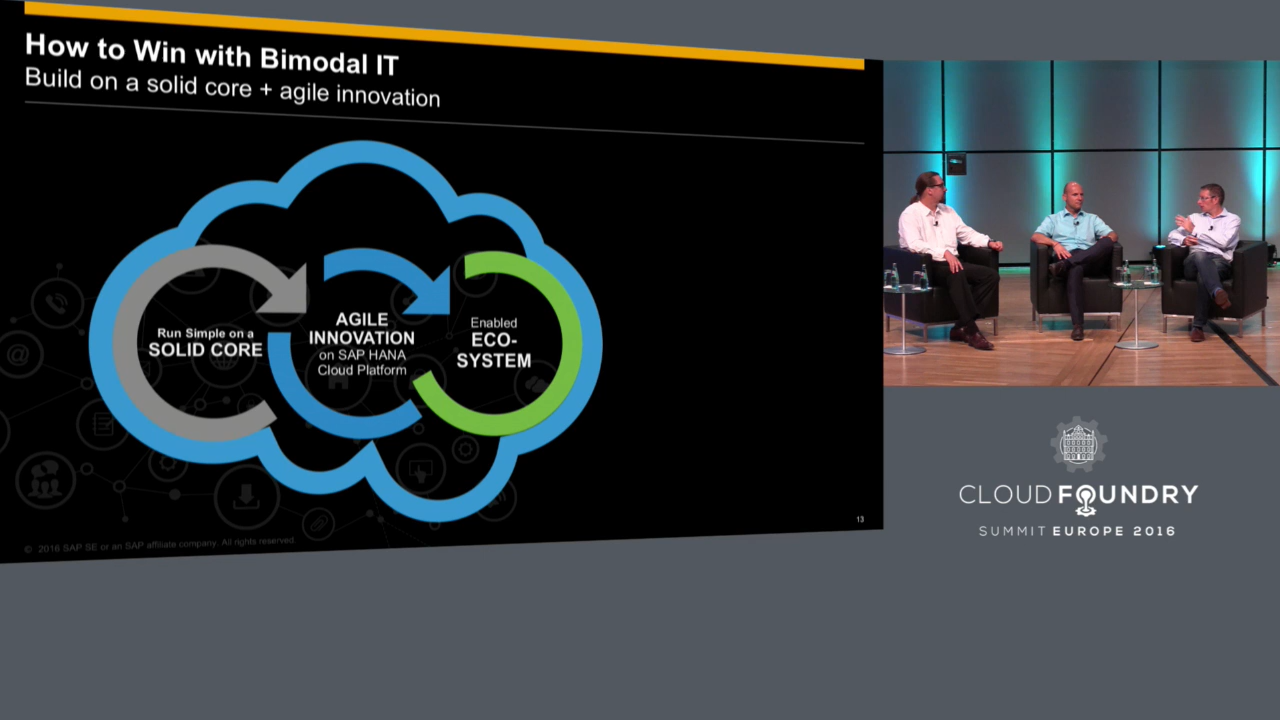 How to Win with Bimodal IT
Build on a solid core + agile innovation
Run Simple on a
SOLID CORE
AGILE
INNOVATION
on SAP HANA
Cloud Platform
Enabled
ECO-
SYSTEM
13
© 2016 SAP SE or an SAP affiliate company. All rights reserved.
CLOUD FOUNDRY
SUMMIT EUROPE 2016